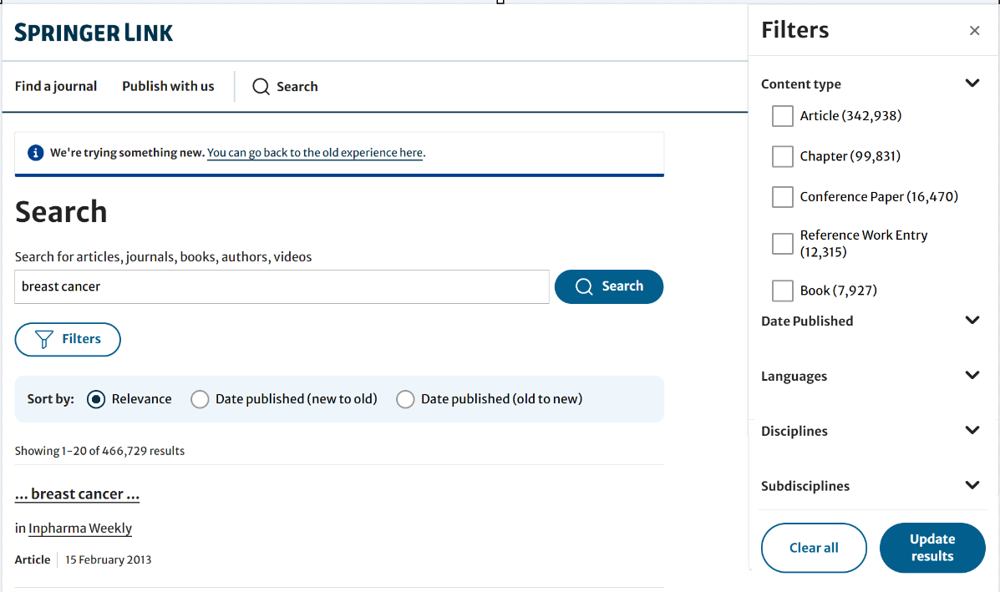 SPRINGER LINK
Find a journal
Publish with us
Search
We're trying something new. You can go back to the old experience here.
Search
Search for articles, journals, books, authors, videos
breast cancer
Search
Filters
Sort by:
Relevance
Date published (new to old)
Date published (old to new)
Showing 1-20 of 466,729 results
... breast cancer ...
in Inpharma Weekly
Article
15 February 2013
Filters
Content type
Article (342,938)
Chapter (99,831)
Conference Paper (16,470)
Reference Work Entry
(12,315)
Book (7,927)
Date Published
Languages
Disciplines
Subdisciplines
Clear all
Update
results